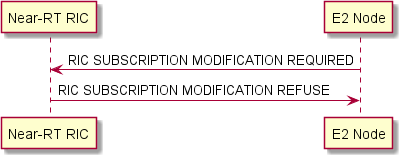 Near-RT RIC
E2 Node
RIC SUBSCRIPTION MODIFICATION REQUIRED
RIC SUBSCRIPTION MODIFICATION REFUSE
Near-RT RIC
E2 Node